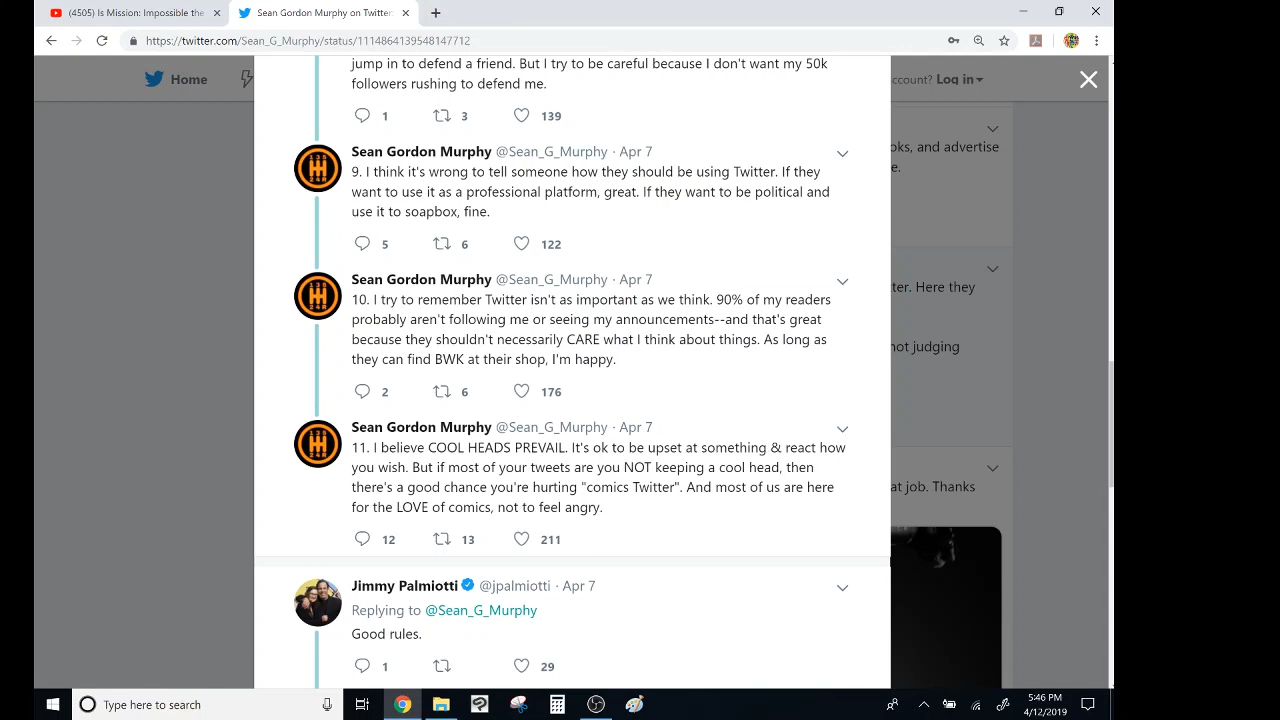 (4505) Is Mission: Impossible the
Sean Gordon Murphy on Twitter:
https://twitter.com/Sean_G_Murphy/status/1114864139548147712
Home
account? Log in
jump in to defend a friend. But I try to be careful because I don't want my 50k
followers rushing to defend me.
1 3 139
Sean Gordon Murphy @Sean_G_Murphy · Apr 7
9. I think it's wrong to tell someone how they should be using Twitter. If they
want to use it as a professional platform, great. If they want to be political and
use it to soapbox, fine.
5 6 122
Sean Gordon Murphy @Sean_G_Murphy · Apr 7
10. I try to remember Twitter isn't as important as we think. 90% of my readers
probably aren't following me or seeing my announcements--and that's great
because they shouldn't necessarily CARE what I think about things. As long as
they can find BWK at their shop, I'm happy.
2 6 176
Sean Gordon Murphy @Sean_G_Murphy · Apr 7
11. I believe COOL HEADS PREVAIL. It's ok to be upset at something & react how
you wish. But if most of your tweets are you NOT keeping a cool head, then
there's a good chance you're hurting "comics Twitter". And most of us are here
for the LOVE of comics, not to feel angry.
12 13 211
Jimmy Palmiotti @jpalmiotti · Apr 7
Replying to @Sean_G_Murphy
Good rules.
1 29
oks, and advertise
e.
ter. Here they
not judging
at job. Thanks
Type here to search
5:46 PM
4/12/2019